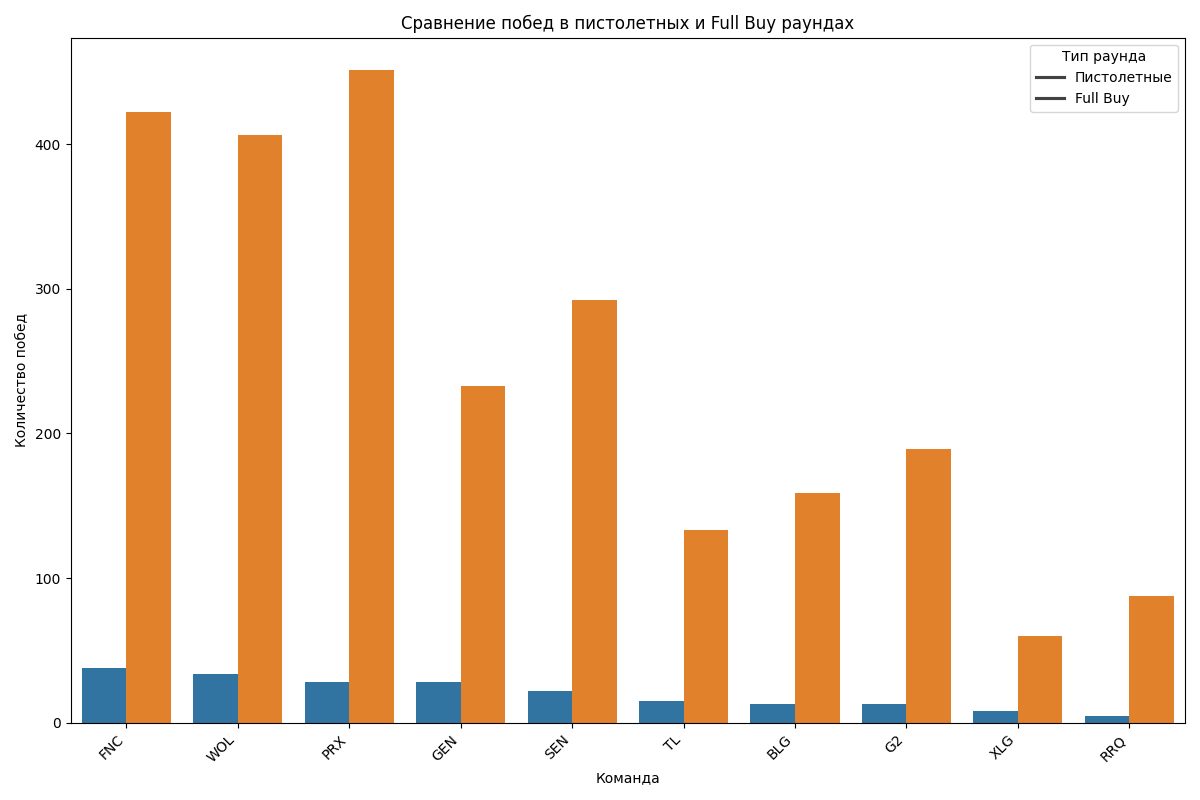 Сравнение побед в пистолетных и Full Buy раундах
Тип раунда
Пистолетные
Full Buy
Количество побед
400
300
200
100
0
FNC
WOL
PRX
GEN
SEN
TL
BLG
G2
XLG
RRQ
Команда